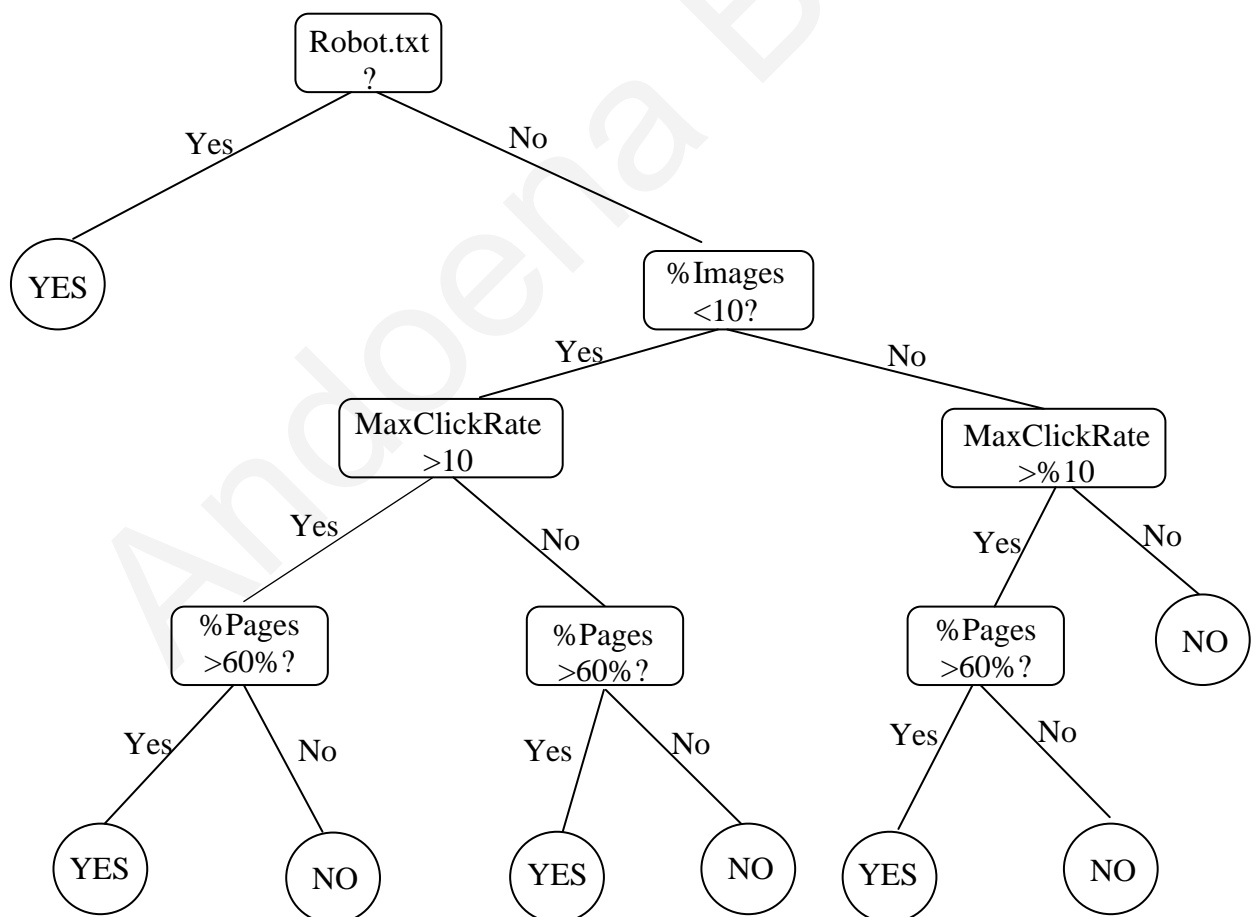 Robot.txt
?
Yes
No
YES
%Images
<10?
Yes
No
MaxClickRate
>10
MaxClickRate
>%10
Yes
No
Yes
No
%Pages
>60%?
%Pages
>60%?
%Pages
>60%?
NO
Yes
No
Yes
No
Yes
No
YES
NO
YES
NO
YES
NO
Andoena